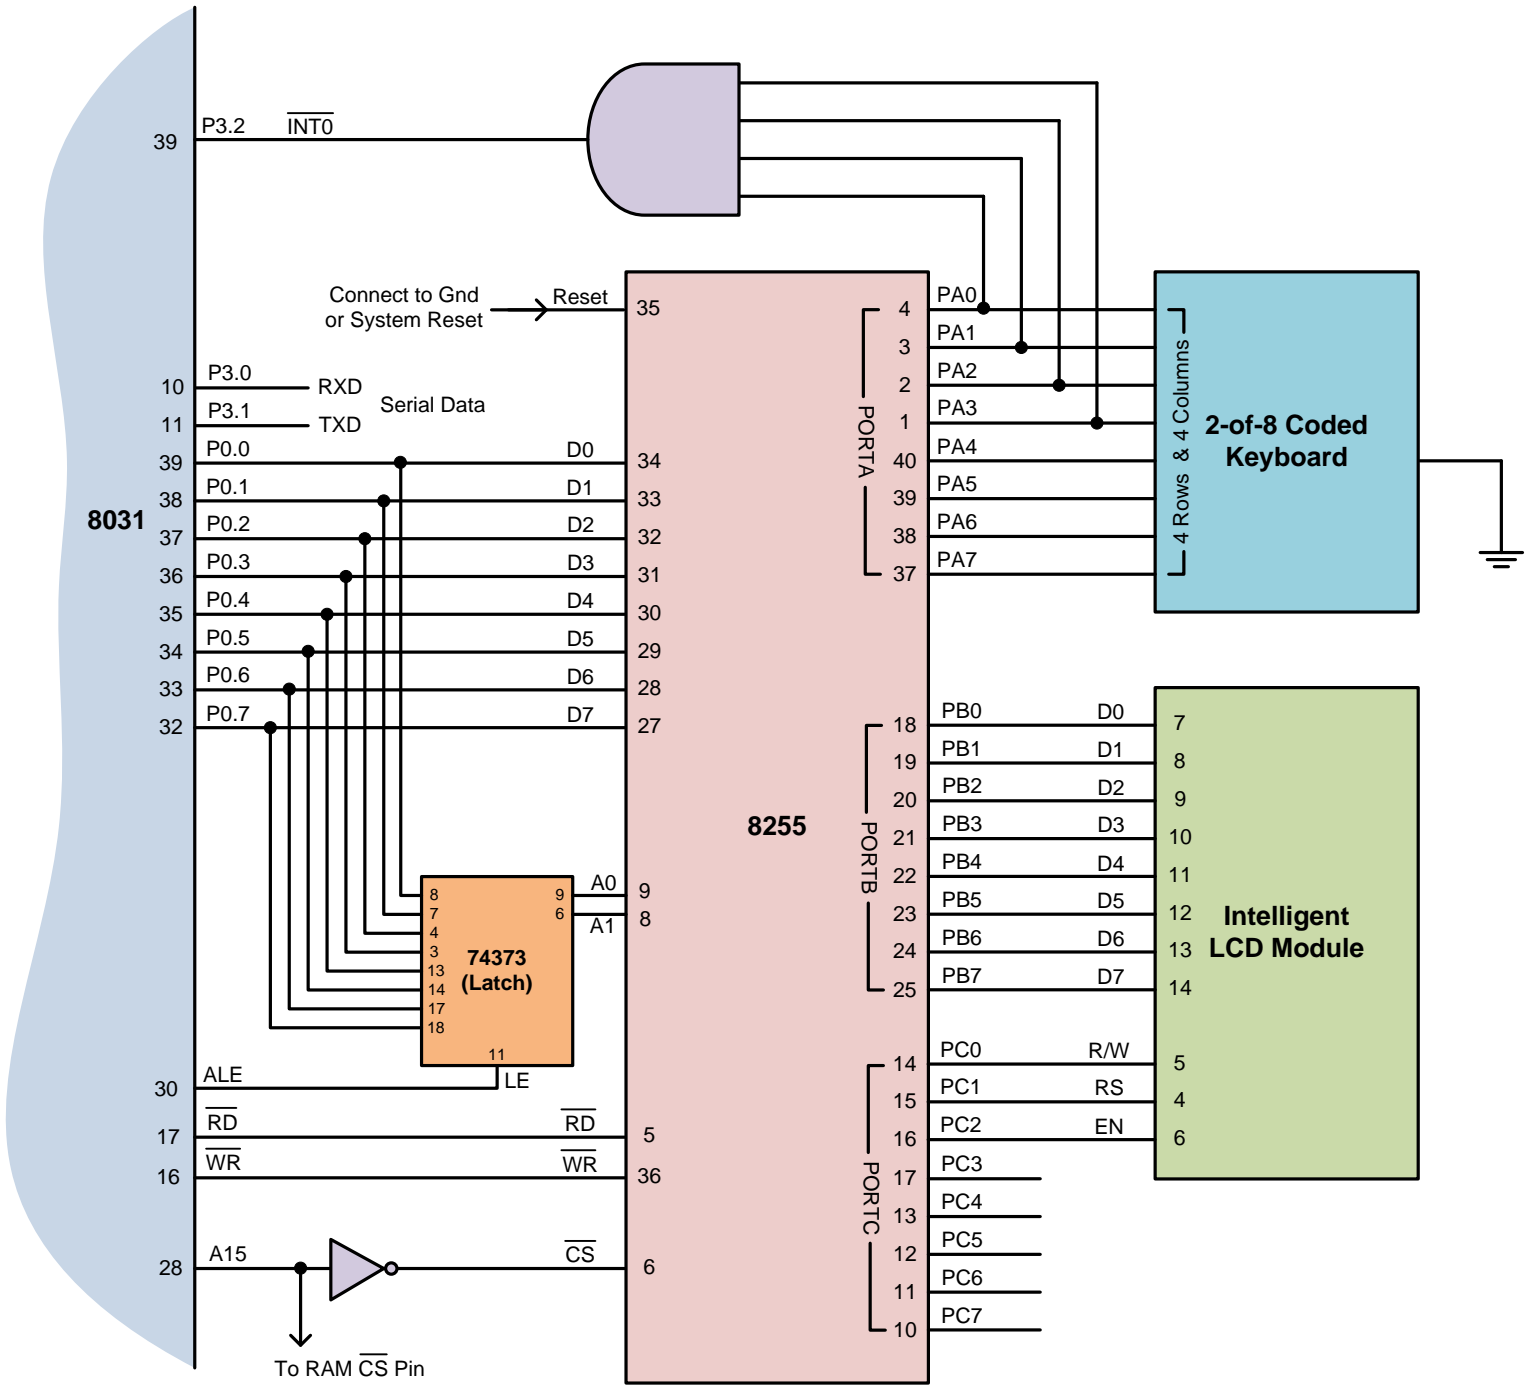 39 P3.2 INT0
Connect to Gnd
or System Reset
Reset 35
10 P3.0 RXD
11 P3.1 TXD
Serial Data
39 P0.0 D0 34
38 P0.1 D1 33
37 P0.2 D2 32
36 P0.3 D3 31
35 P0.4 D4 30
34 P0.5 D5 29
33 P0.6 D6 28
32 P0.7 D7 27
8031
8 9 A0 9
7 6 A1 8
4
3
13
14
17
18
74373
(Latch)
11
LE
30 ALE
17 RD RD 5
16 WR WR 36
28 A15 CS 6
To RAM CS Pin
8255
PORTA
4 PA0
3 PA1
2 PA2
1 PA3
40 PA4
39 PA5
38 PA6
37 PA7
4 Rows & 4 Columns
2-of-8 Coded
Keyboard
PORTB
18 PB0 D0 7
19 PB1 D1 8
20 PB2 D2 9
21 PB3 D3 10
22 PB4 D4 11
23 PB5 D5 12
24 PB6 D6 13
25 PB7 D7 14
Intelligent
LCD Module
PORTC
14 PC0 R/W 5
15 PC1 RS 4
16 PC2 EN 6
17 PC3
13 PC4
12 PC5
11 PC6
10 PC7